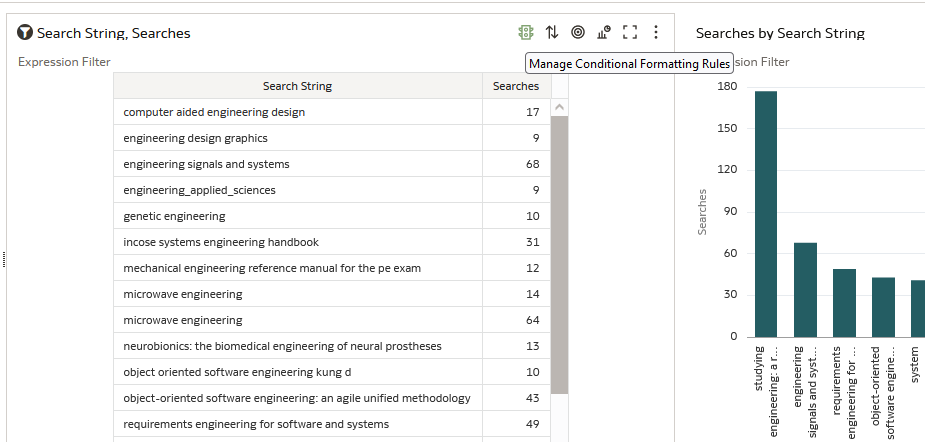 Search String, Searches
Manage Conditional Formatting Rules
Expression Filter
Search String Searches
computer aided engineering design 17
engineering design graphics 9
engineering signals and systems 68
engineering_applied_sciences 9
genetic engineering 10
incose systems engineering handbook 31
mechanical engineering reference manual for the pe exam 12
microwave engineering 14
microwave engineering 64
neurobionics: the biomedical engineering of neural prostheses 13
object oriented software engineering kung d 10
object-oriented software engineering: an agile unified methodology 43
requirements engineering for software and systems 49
Searches by Search String
ssion Filter
180
150
120
90
60
30
0
Searches
studying
engineering: a r...
engineering
signals and syst...
requirements
engineering for ...
object-oriented
software engine...
system